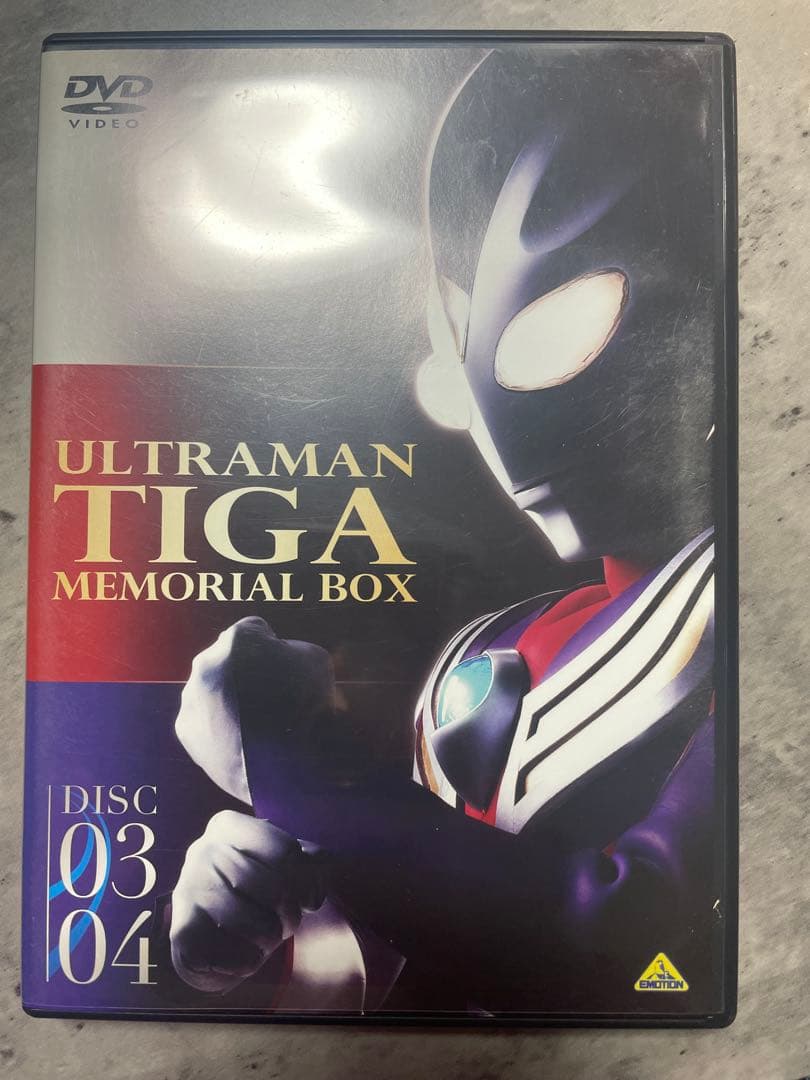 DVD
VIDEO
ULTRAMAN
TIGA
MEMORIAL BOX
DISC
03
04
EMOTION